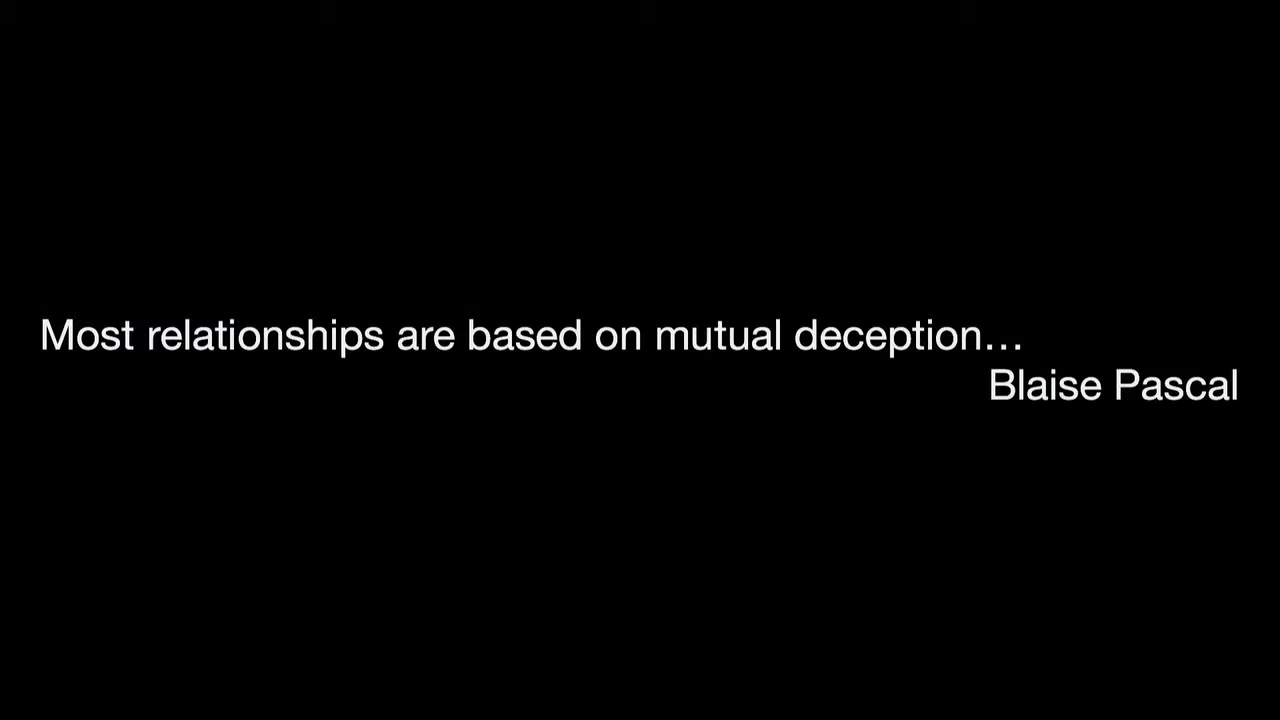 Most relationships are based on mutual deception…
Blaise Pascal